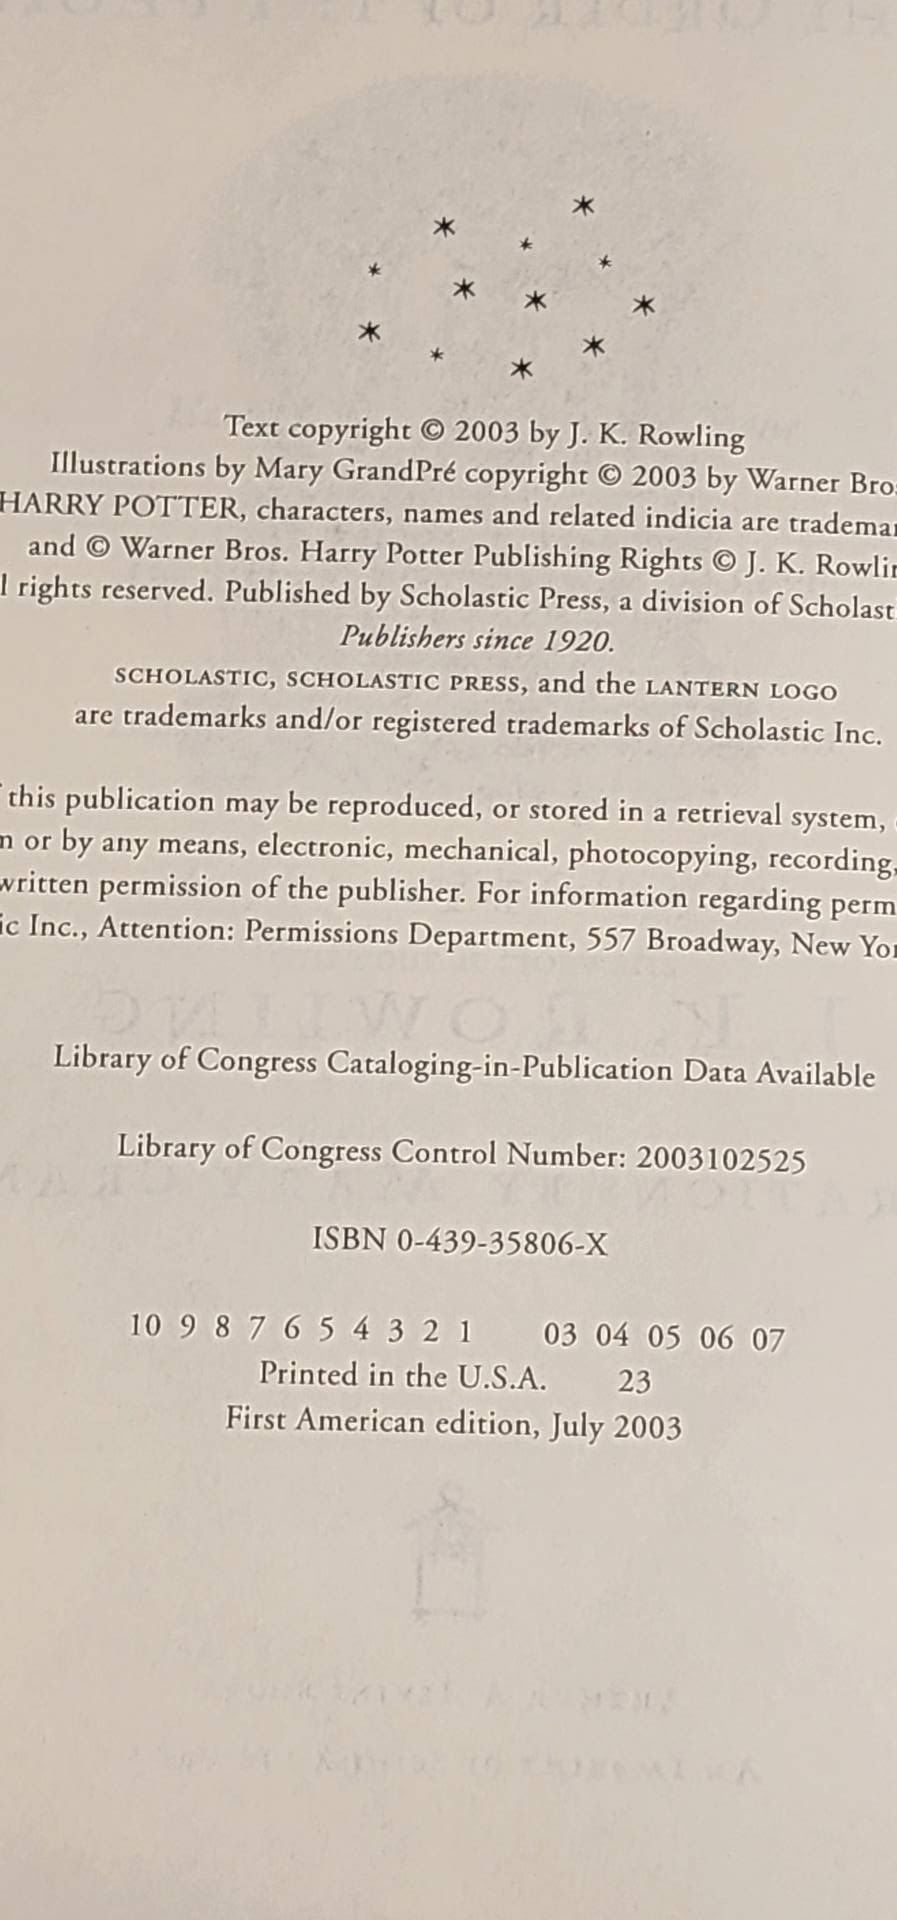 Text copyright © 2003 by J. K. Rowling
Illustrations by Mary GrandPré copyright © 2003 by Warner Bro
HARRY POTTER, characters, names and related indicia are tradema
and © Warner Bros. Harry Potter Publishing Rights © J. K. Rowli
l rights reserved. Published by Scholastic Press, a division of Scholast
Publishers since 1920.
SCHOLASTIC, SCHOLASTIC PRESS, and the LANTERN LOGO
are trademarks and/or registered trademarks of Scholastic Inc.
this publication may be reproduced, or stored in a retrieval system,
n or by any means, electronic, mechanical, photocopying, recording,
written permission of the publisher. For information regarding perm
ic Inc., Attention: Permissions Department, 557 Broadway, New Yor
Library of Congress Cataloging-in-Publication Data Available
Library of Congress Control Number: 2003102525
ISBN 0-439-35806-X
10 9 8 7 6 5 4 3 2 1 03 04 05 06 07
Printed in the U.S.A. 23
First American edition, July 2003